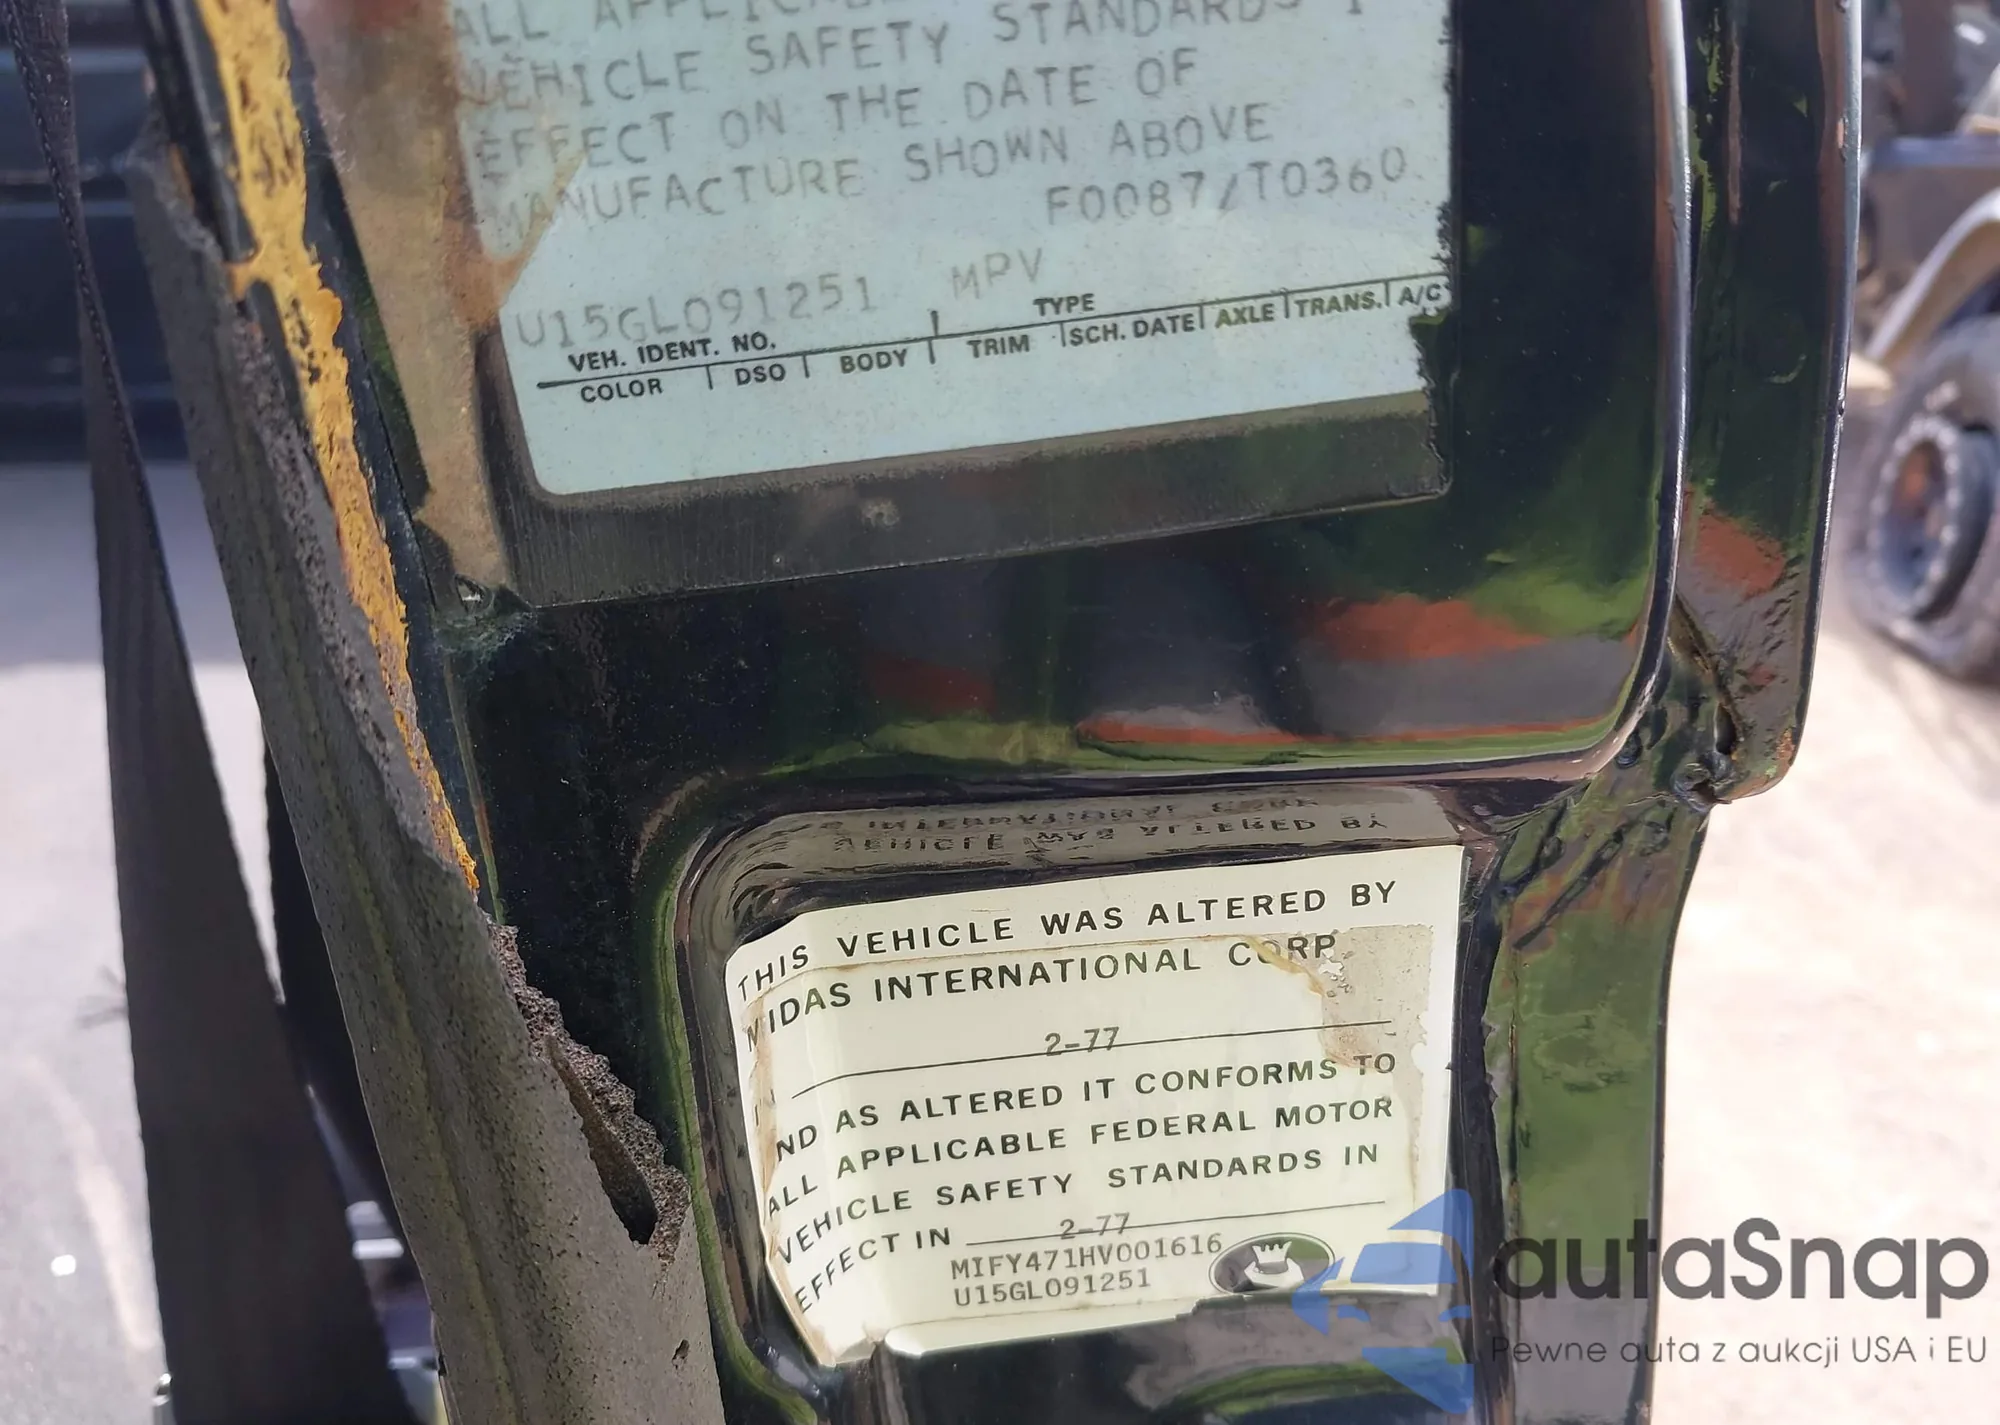 ALL APPLICABLE
VEHICLE SAFETY STANDARDS
EFFECT ON THE DATE OF
MANUFACTURE SHOWN ABOVE
F0087/T0360
U15GL091251 MPV
VEH. IDENT. NO. TYPE
COLOR DSO BODY TRIM SCH. DATE AXLE TRANS. A/C
THIS VEHICLE WAS ALTERED BY
MIDAS INTERNATIONAL CORP
2-77
ND AS ALTERED IT CONFORMS TO
ALL APPLICABLE FEDERAL MOTOR
VEHICLE SAFETY STANDARDS IN
EFFECT IN 2-77
MIFY471HV001616
U15GL091251
autaSnap
Pewne auta z aukcji USA i EU